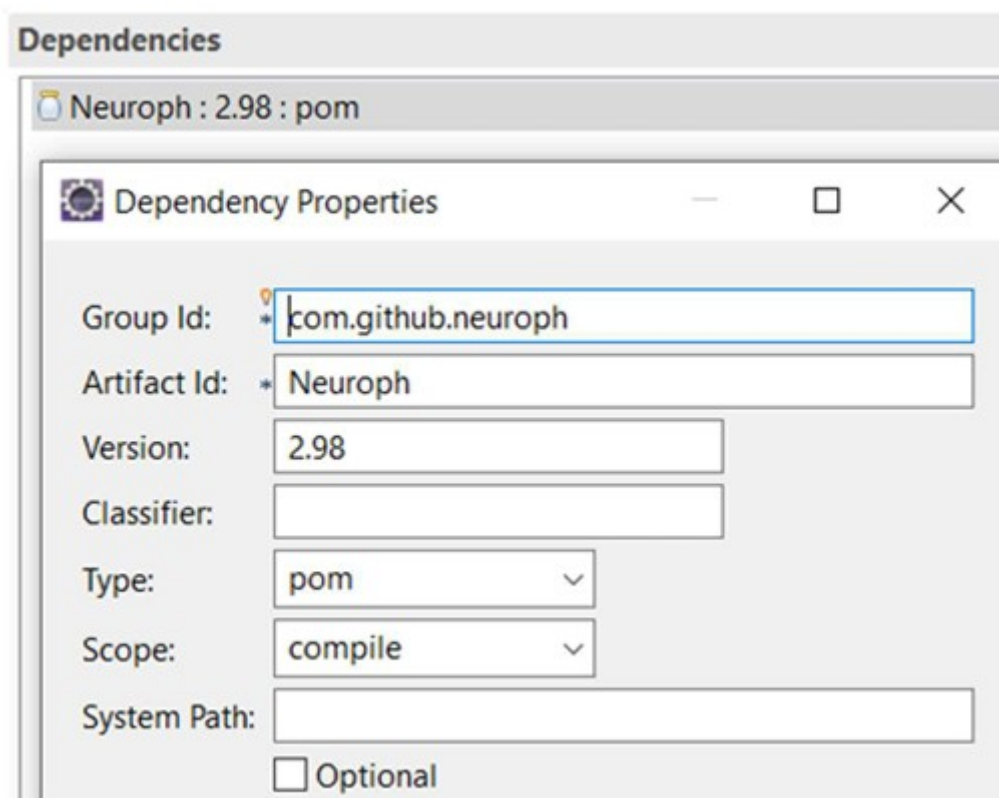 Dependencies
Neuroph : 2.98 : pom
Dependency Properties
Group Id: * com.github.neuroph
Artifact Id: * Neuroph
Version: 2.98
Classifier:
Type: pom
Scope: compile
System Path:
Optional